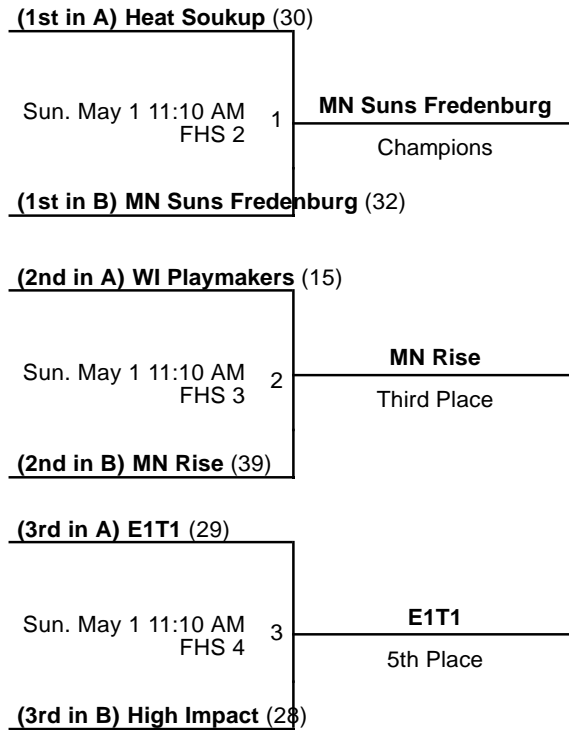 (1st in A) Heat Soukup (30)
Sun. May 1 11:10 AM
FHS 2
1
MN Suns Fredenburg
Champions
(1st in B) MN Suns Fredenburg (32)
(2nd in A) WI Playmakers (15)
Sun. May 1 11:10 AM
FHS 3
2
MN Rise
Third Place
(2nd in B) MN Rise (39)
(3rd in A) E1T1 (29)
Sun. May 1 11:10 AM
FHS 4
3
E1T1
5th Place
(3rd in B) High Impact (28)